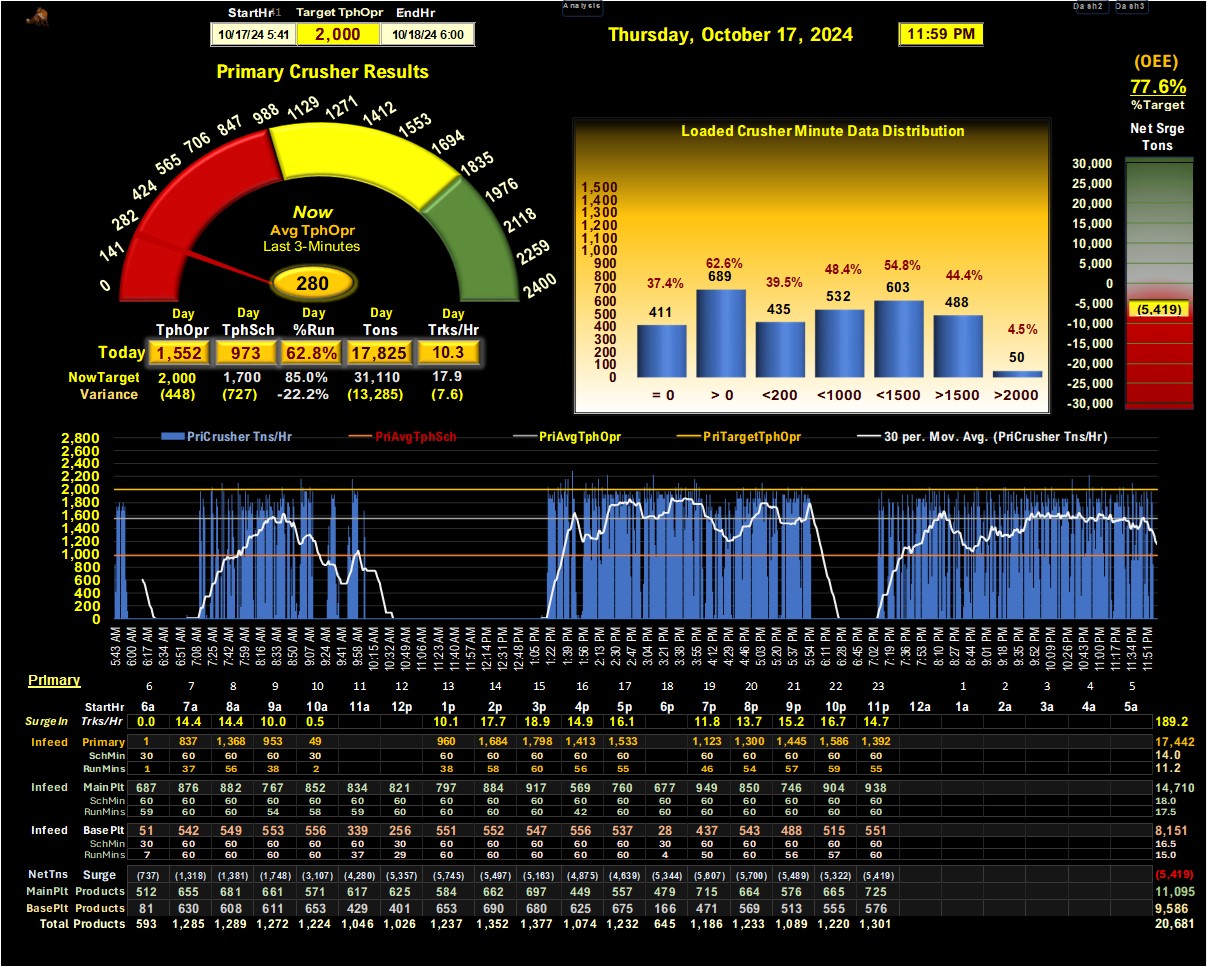 StartHr41 Target TphOpr EndHr
Analysis
Dash2 Dash3
10/17/24 5:41 2,000 10/18/24 6:00
Thursday, October 17, 2024 11:59 PM
Primary Crusher Results
(OEE)
77.6%
%Target
0 141 282 424 565 706 847 988 1129 1271 1412 1553 1694 1835 1976 2118 2259 2400
Now
Avg TphOpr
Last 3-Minutes
280
Day Day Day Day Day
TphOpr TphSch %Run Tons Trks/Hr
Today 1,552 973 62.8% 17,825 10.3
NowTarget 2,000 1,700 85.0% 31,110 17.9
Variance (448) (727) -22.2% (13,285) (7.6)
Loaded Crusher Minute Data Distribution
1,500
1,400
1,300
1,200
1,100
1,000
900
800
700
600
500
400
300
200
100
0
37.4% 62.6% 39.5% 48.4% 54.8% 44.4% 4.5%
411 689 435 532 603 488 50
= 0 > 0 <200 <1000 <1500 >1500 >2000
Net Srge
Tons
30,000
25,000
20,000
15,000
10,000
5,000
0
-5,000
(5,419)
-10,000
-15,000
-20,000
-25,000
-30,000
PriCrusher Tns/Hr PriAvgTphSch PriAvgTphOpr PriTargetTphOpr 30 per. Mov. Avg. (PriCrusher Tns/Hr)
2,800
2,600
2,400
2,200
2,000
1,800
1,600
1,400
1,200
1,000
800
600
400
200
0
5:43 AM 6:00 AM 6:17 AM 6:34 AM 6:51 AM 7:08 AM 7:25 AM 7:42 AM 7:59 AM 8:16 AM 8:33 AM 8:50 AM 9:07 AM 9:24 AM 9:41 AM 9:58 AM 10:15 AM 10:32 AM 10:49 AM 11:06 AM 11:23 AM 11:40 AM 11:57 AM 12:14 PM 12:31 PM 12:48 PM 1:05 PM 1:22 PM 1:39 PM 1:56 PM 2:13 PM 2:30 PM 2:47 PM 3:04 PM 3:21 PM 3:38 PM 3:55 PM 4:12 PM 4:29 PM 4:46 PM 5:03 PM 5:20 PM 5:37 PM 5:54 PM 6:11 PM 6:28 PM 6:45 PM 7:02 PM 7:19 PM 7:36 PM 7:53 PM 8:10 PM 8:27 PM 8:44 PM 9:01 PM 9:18 PM 9:35 PM 9:52 PM 10:09 PM 10:26 PM 10:43 PM 11:00 PM 11:17 PM 11:34 PM 11:51 PM
Primary 6 7 8 9 10 11 12 13 14 15 16 17 18 19 20 21 22 23 1 2 3 4 5
StartHr 6a 7a 8a 9a 10a 11a 12p 1p 2p 3p 4p 5p 6p 7p 8p 9p 10p 11p 12a 1a 2a 3a 4a 5a
SurgeIn Trks/Hr 0.0 14.4 14.4 10.0 0.5 10.1 17.7 18.9 14.9 16.1 11.8 13.7 15.2 16.7 14.7 189.2
Infeed Primary 1 837 1,368 953 49 960 1,684 1,798 1,413 1,533 1,123 1,300 1,445 1,586 1,392 17,442
SchMin 30 60 60 60 30 60 60 60 60 60 60 60 60 60 60 14.0
RunMins 1 37 56 38 2 38 58 60 56 55 46 54 57 59 55 11.2
Infeed MainPlt 687 876 882 767 852 834 821 797 884 917 569 760 677 949 850 746 904 938 14,710
SchMin 60 60 60 60 60 60 60 60 60 60 60 60 60 60 60 60 60 60 18.0
RunMins 59 60 60 54 58 59 60 60 60 60 42 60 60 60 60 60 60 60 17.5
Infeed BasePlt 51 542 549 553 556 339 256 551 552 547 556 537 28 437 543 488 515 551 8,151
SchMin 30 60 60 60 60 60 30 60 60 60 60 60 30 60 60 60 60 60 16.5
RunMins 7 60 60 60 60 37 29 60 60 60 60 60 4 50 60 56 57 60 15.0
NetTns Surge (737) (1,318) (1,381) (1,748) (3,107) (4,280) (5,357) (5,745) (5,497) (5,163) (4,875) (4,639) (5,344) (5,607) (5,700) (5,489) (5,322) (5,419) (5,419)
MainPlt Products 512 655 681 661 571 617 625 584 662 697 449 557 479 715 664 576 665 725 11,095
BasePlt Products 81 630 608 611 653 429 401 653 690 680 625 675 166 471 569 513 555 576 9,586
Total Products 593 1,285 1,289 1,272 1,224 1,046 1,026 1,237 1,352 1,377 1,074 1,232 645 1,186 1,233 1,089 1,220 1,301 20,681